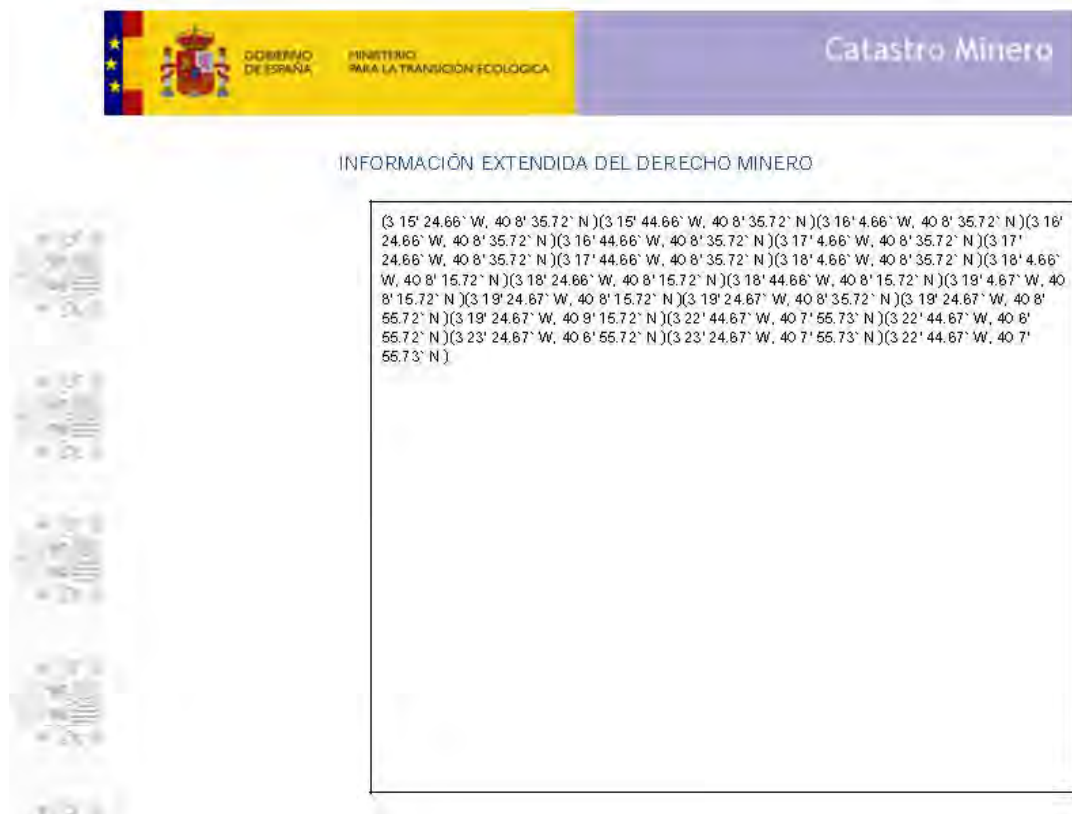 GOBIERNO MINISTERIO
DE ESPAÑA PARA LA TRANSICIÓN ECOLÓGICA
Catastro Minero
INFORMACIÓN EXTENDIDA DEL DERECHO MINERO
(3 15' 24.66` W, 40 8' 35.72` N )(3 15' 44.66` W, 40 8' 35.72` N )(3 16' 4.66` W, 40 8' 35.72` N )(3 16'
24.66` W, 40 8' 35.72` N )(3 16' 44.66` W, 40 8' 35.72` N )(3 17' 4.66` W, 40 8' 35.72` N )(3 17'
24.66` W, 40 8' 35.72` N )(3 17' 44.66` W, 40 8' 35.72` N )(3 18' 4.66` W, 40 8' 35.72` N )(3 18' 4.66`
W, 40 8' 15.72` N )(3 18' 24.66` W, 40 8' 15.72` N )(3 18' 44.66` W, 40 8' 15.72` N )(3 19' 4.67` W, 40
8' 15.72` N )(3 19' 24.67` W, 40 8' 15.72` N )(3 19' 24.67` W, 40 8' 35.72` N )(3 19' 24.67` W, 40 8'
55.72` N )(3 19' 24.67` W, 40 9' 15.72` N )(3 22' 44.67` W, 40 7' 55.73` N )(3 22' 44.67` W, 40 6'
55.72` N )(3 23' 24.67` W, 40 6' 55.72` N )(3 23' 24.67` W, 40 7' 55.73` N )(3 22' 44.67` W, 40 7'
55.73` N )